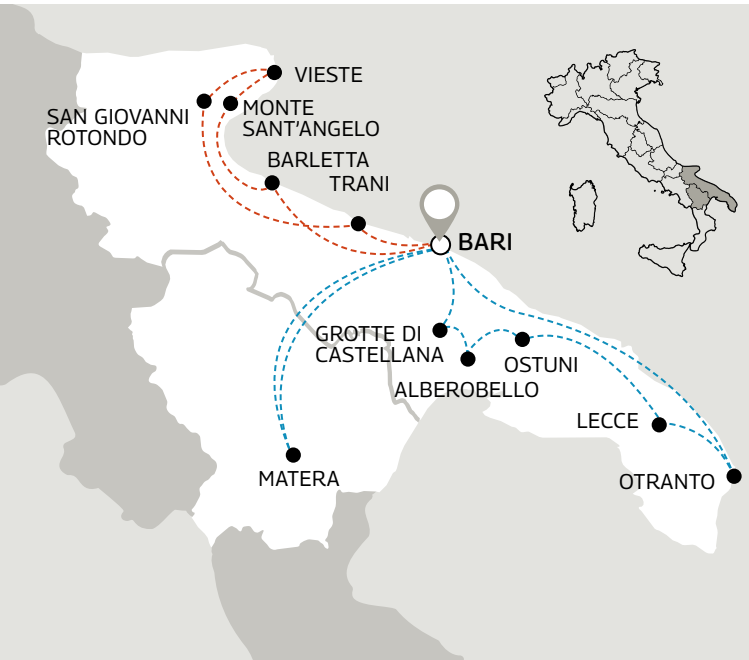 VIESTE
SAN GIOVANNI
ROTONDO
MONTE
SANT'ANGELO
BARLETTA
TRANI
BARI
GROTTE DI
CASTELLANA
OSTUNI
ALBEROBELLO
LECCE
MATERA
OTRANTO